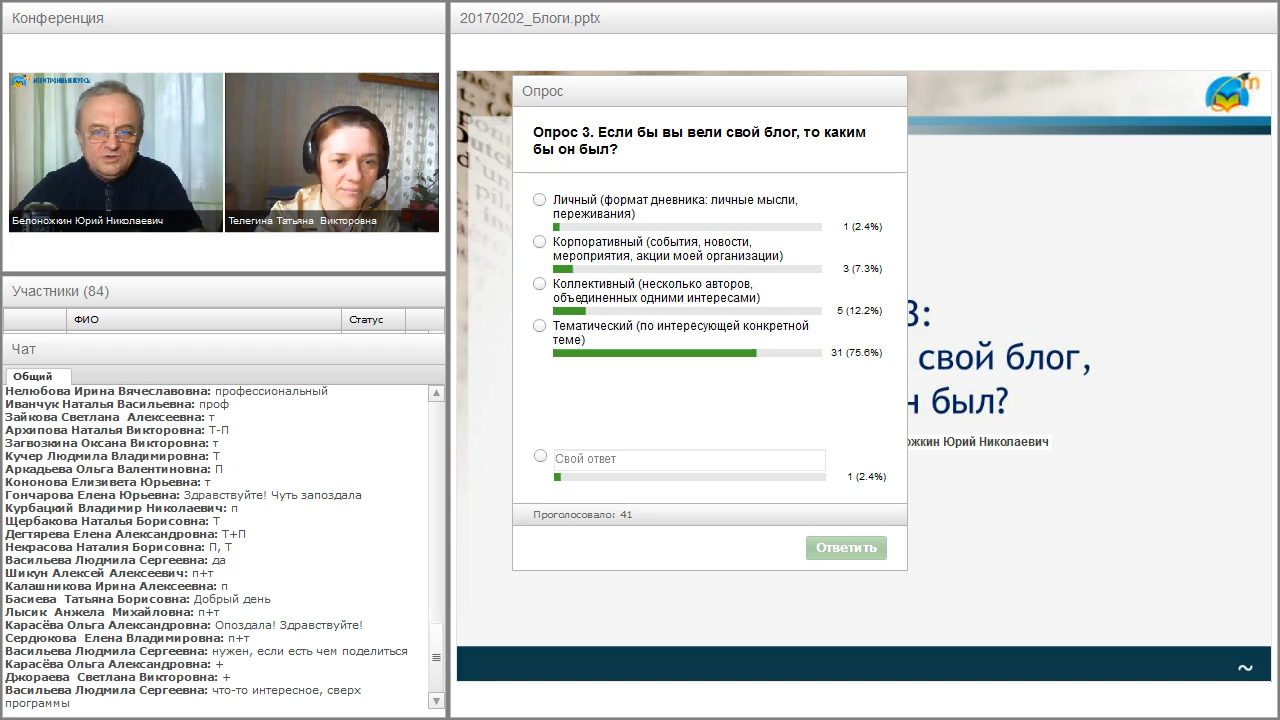 Конференция
ЭЛЕКТРОННЫЕ КУРСЫ
Белоножкин Юрий Николаевич
Телегина Татьяна Викторовна
Участники (84)
ФИО
Статус
Чат
Общий
Нелюбова Ирина Вячеславовна: профессиональный
Иванчук Наталья Васильевна: проф
Зайкова Светлана Алексеевна: т
Архипова Наталья Викторовна: Т-П
Загвозкина Оксана Викторовна: т
Кучер Людмила Владимировна: Т
Аркадьева Ольга Валентиновна: П
Кононова Елизивета Юрьевна: т
Гончарова Елена Юрьевна: Здравствуйте! Чуть запоздала
Курбацкий Владимир Николаевич: п
Щербакова Наталья Борисовна: Т
Дегтярева Елена Александровна: Т+П
Некрасова Наталия Борисовна: П, Т
Васильева Людмила Сергеевна: да
Шикун Алексей Алексеевич: п+т
Калашникова Ирина Алексеевна: п
Басиева Татьяна Борисовна: Добрый день
Лысик Анжела Михайловна: п+т
Карасёва Ольга Александровна: Опоздала! Здравствуйте!
Сердюкова Елена Владимировна: п+т
Васильева Людмила Сергеевна: нужен, если есть чем поделиться
Карасёва Ольга Александровна: +
Джораева Светлана Викторовна: +
Васильева Людмила Сергеевна: что-то интересное, сверх
программы
20170202_Блоги.pptx
Опрос
Опрос 3. Если бы вы вели свой блог, то каким
бы он был?
Личный (формат дневника: личные мысли,
переживания)
1 (2.4%)
Корпоративный (события, новости,
мероприятия, акции моей организации)
3 (7.3%)
Коллективный (несколько авторов,
объединенных одними интересами)
5 (12.2%)
Тематический (по интересующей конкретной
теме)
31 (75.6%)
Свой ответ
1 (2.4%)
Проголосовало: 41
Ответить
3:
свой блог,
н был?
ожкин Юрий Николаевич
~